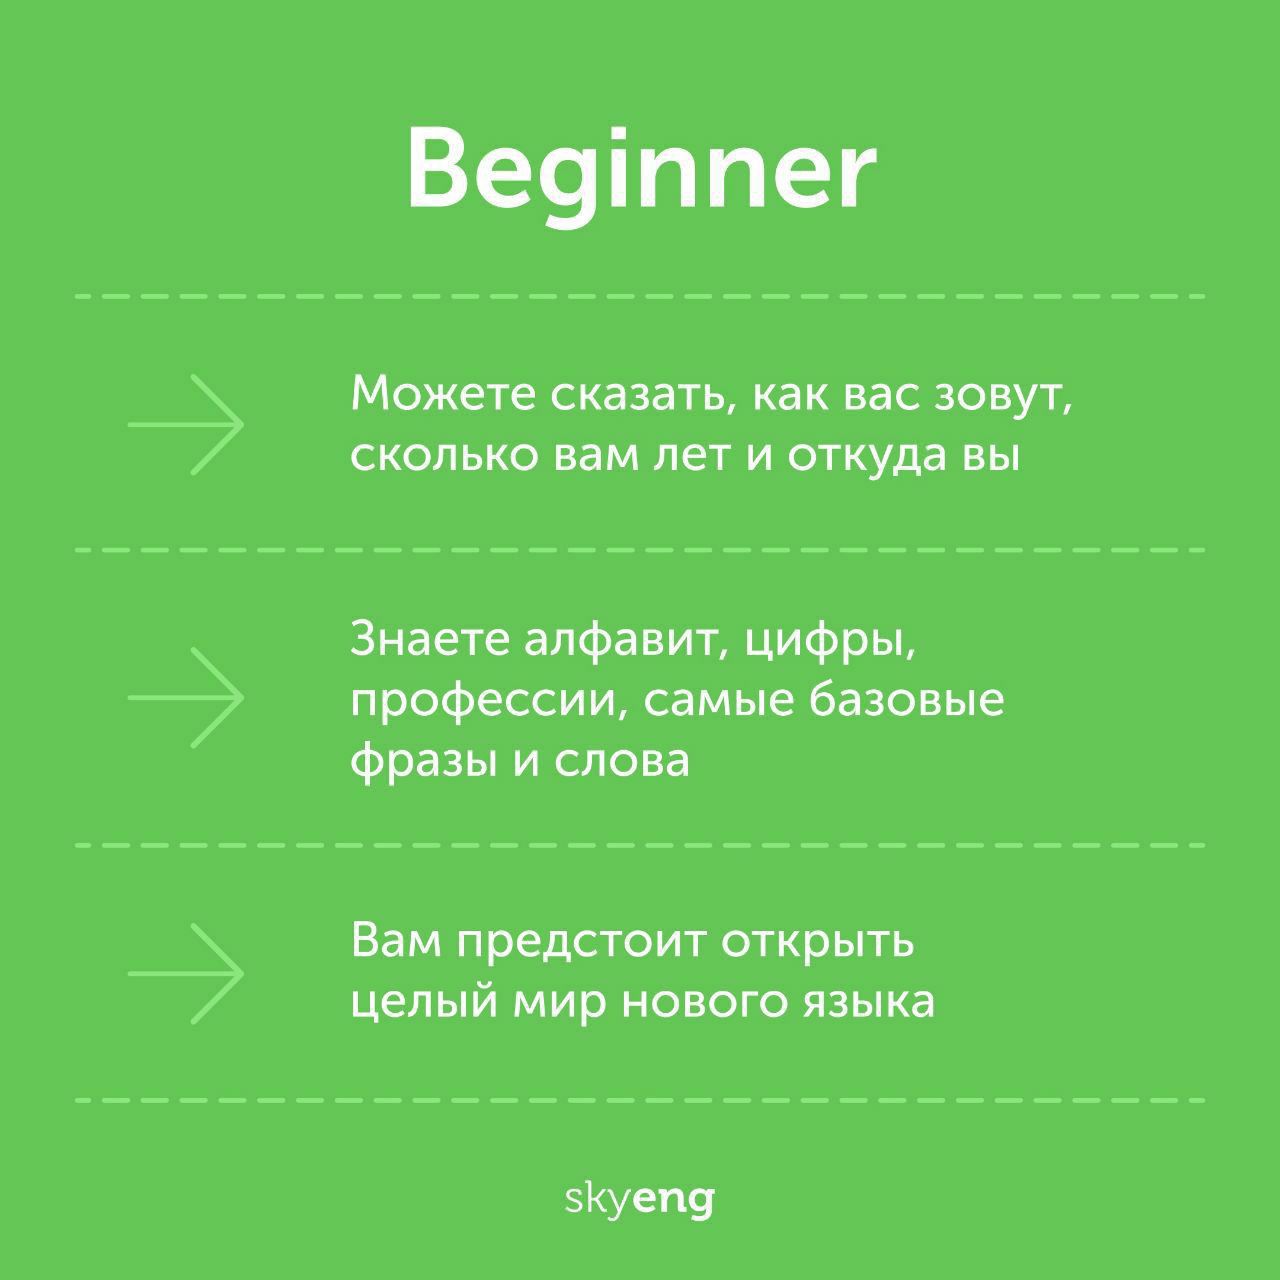 Beginner
Можете сказать, как вас зовут,
сколько вам лет и откуда вы
Знаете алфавит, цифры,
профессии, самые базовые
фразы и слова
Вам предстоит открыть
целый мир нового языка
skyeng